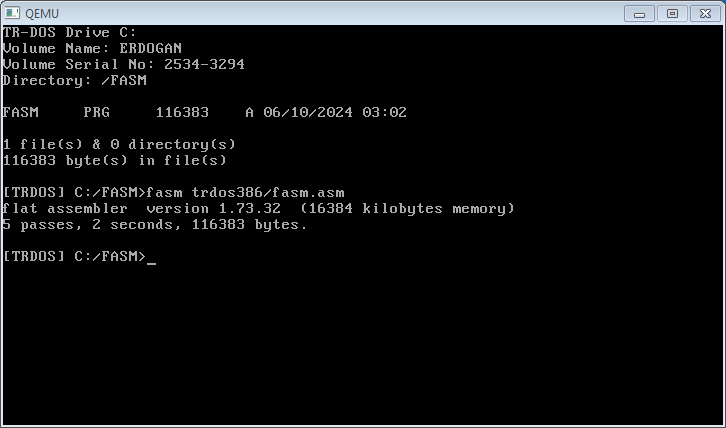 QEMU
TR-DOS Drive C:
Volume Name: ERDOGAN
Volume Serial No: 2534-3294
Directory: /FASM
FASM     PRG     116383    A 06/10/2024 03:02
1 file(s) & 0 directory(s)
116383 byte(s) in file(s)
[TRDOS] C:/FASM>fasm trdos386/fasm.asm
flat assembler  version 1.73.32  (16384 kilobytes memory)
5 passes, 2 seconds, 116383 bytes.
[TRDOS] C:/FASM>_